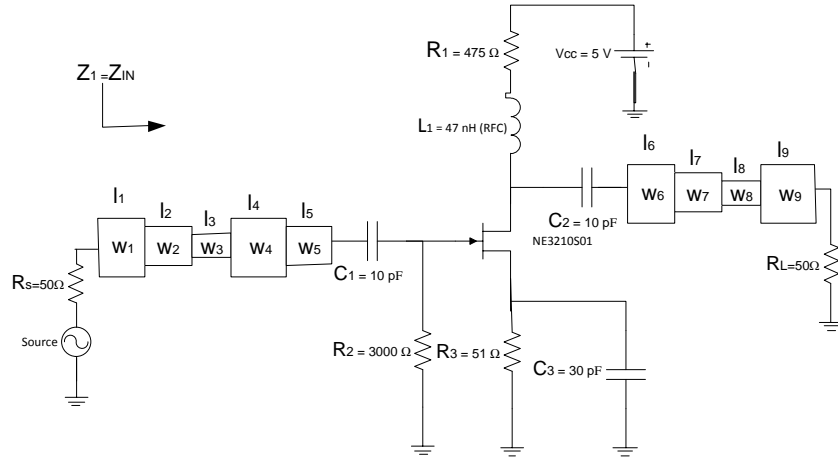 R1 = 475 Ω
Vcc = 5 V
+
-
Z1 =ZIN
L1 = 47 nH (RFC)
l1
l2
l3
l4
l5
l6
l7
l8
l9
W1
W2
W3
W4
W5
W6
W7
W8
W9
C1 = 10 pF
C2 = 10 pF
NE3210S01
Rs=50Ω
RL=50Ω
Source
R2 = 3000 Ω
R3 = 51 Ω
C3 = 30 pF